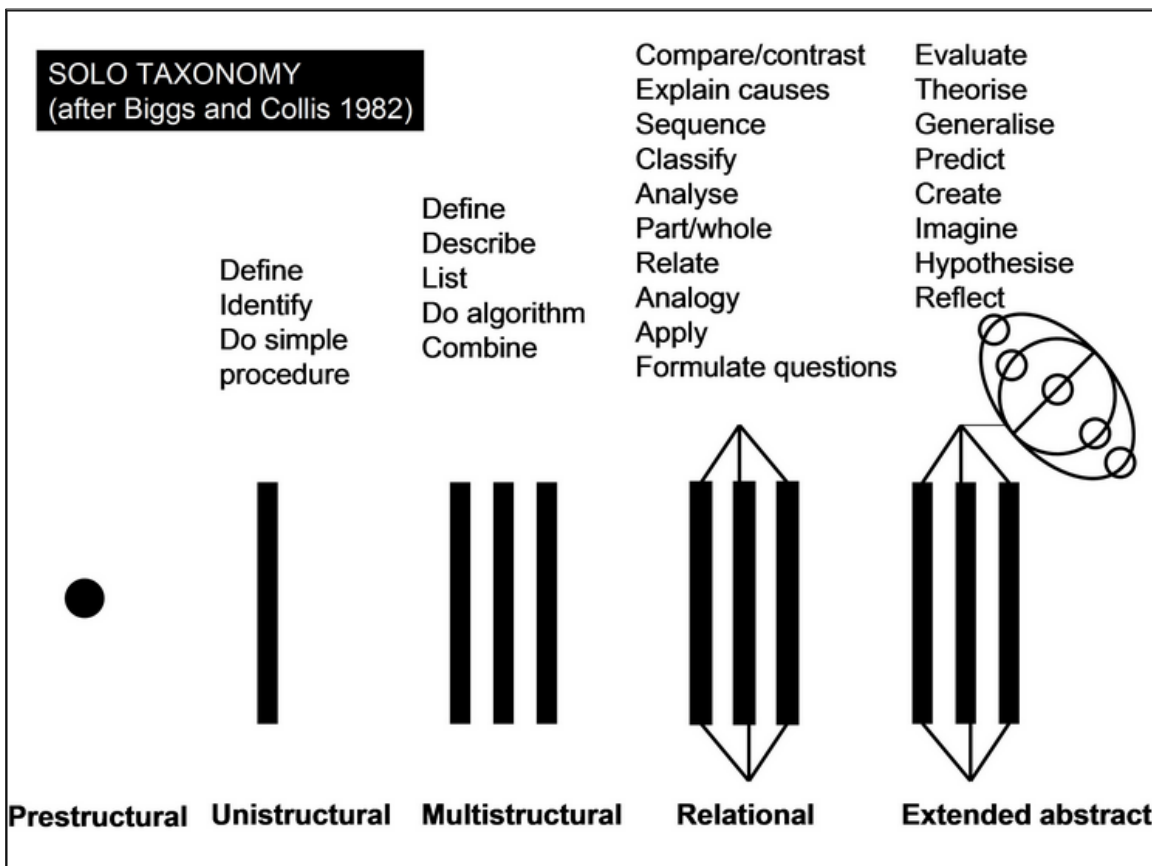 SOLO TAXONOMY
(after Biggs and Collis 1982)
Define
Identify
Do simple
procedure
Define
Describe
List
Do algorithm
Combine
Compare/contrast
Explain causes
Sequence
Classify
Analyse
Part/whole
Relate
Analogy
Apply
Formulate questions
Evaluate
Theorise
Generalise
Predict
Create
Imagine
Hypothesise
Reflect
Prestructural
Unistructural
Multistructural
Relational
Extended abstract